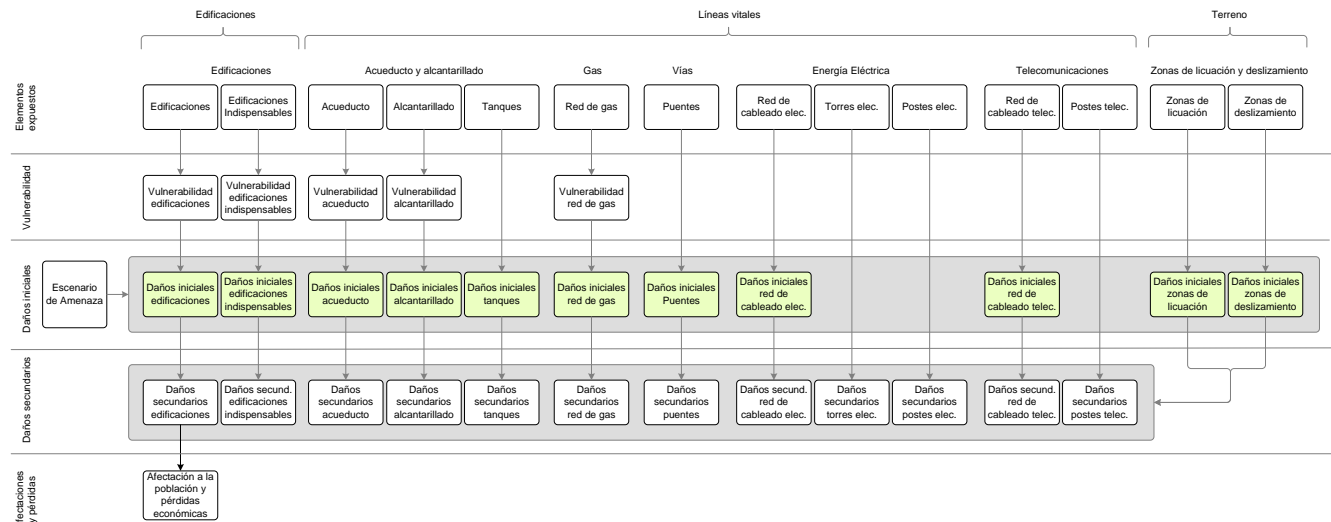 Edificaciones
Líneas vitales
Terreno
Edificaciones
Acueducto y alcantarillado
Gas
Vías
Energía Eléctrica
Telecomunicaciones
Zonas de licuación y deslizamiento
Elementos
expuestos
Edificaciones
Edificaciones
Indispensables
Acueducto
Alcantarillado
Tanques
Red de gas
Puentes
Red de
cableado elec.
Torres elec.
Postes elec.
Red de
cableado telec.
Postes telec.
Zonas de
licuación
Zonas de
deslizamiento
Vulnerabilidad
Vulnerabilidad
edificaciones
Vulnerabilidad
edificaciones
indispensables
Vulnerabilidad
acueducto
Vulnerabilidad
alcantarillado
Vulnerabilidad
red de gas
Daños iniciales
Escenario
de Amenaza
Daños iniciales
edificaciones
Daños iniciales
edificaciones
indispensables
Daños iniciales
acueducto
Daños iniciales
alcantarillado
Daños iniciales
tanques
Daños iniciales
red de gas
Daños iniciales
Puentes
Daños iniciales
red de
cableado elec.
Daños iniciales
red de
cableado telec.
Daños iniciales
zonas de
licuación
Daños iniciales
zonas de
deslizamiento
Daños secundarios
Daños
secundarios
edificaciones
Daños secund.
edificaciones
indispensables
Daños
secundarios
acueducto
Daños
secundarios
alcantarillado
Daños
secundarios
tanques
Daños
secundarios
red de gas
Daños
secundarios
puentes
Daños secund.
red de
cableado elec.
Daños
secundarios
torres elec.
Daños
secundarios
postes elec.
Daños secund.
red de
cableado telec.
Daños
secundarios
postes telec.
fectaciones
y pérdidas
Afectación a la
población y
pérdidas
económicas